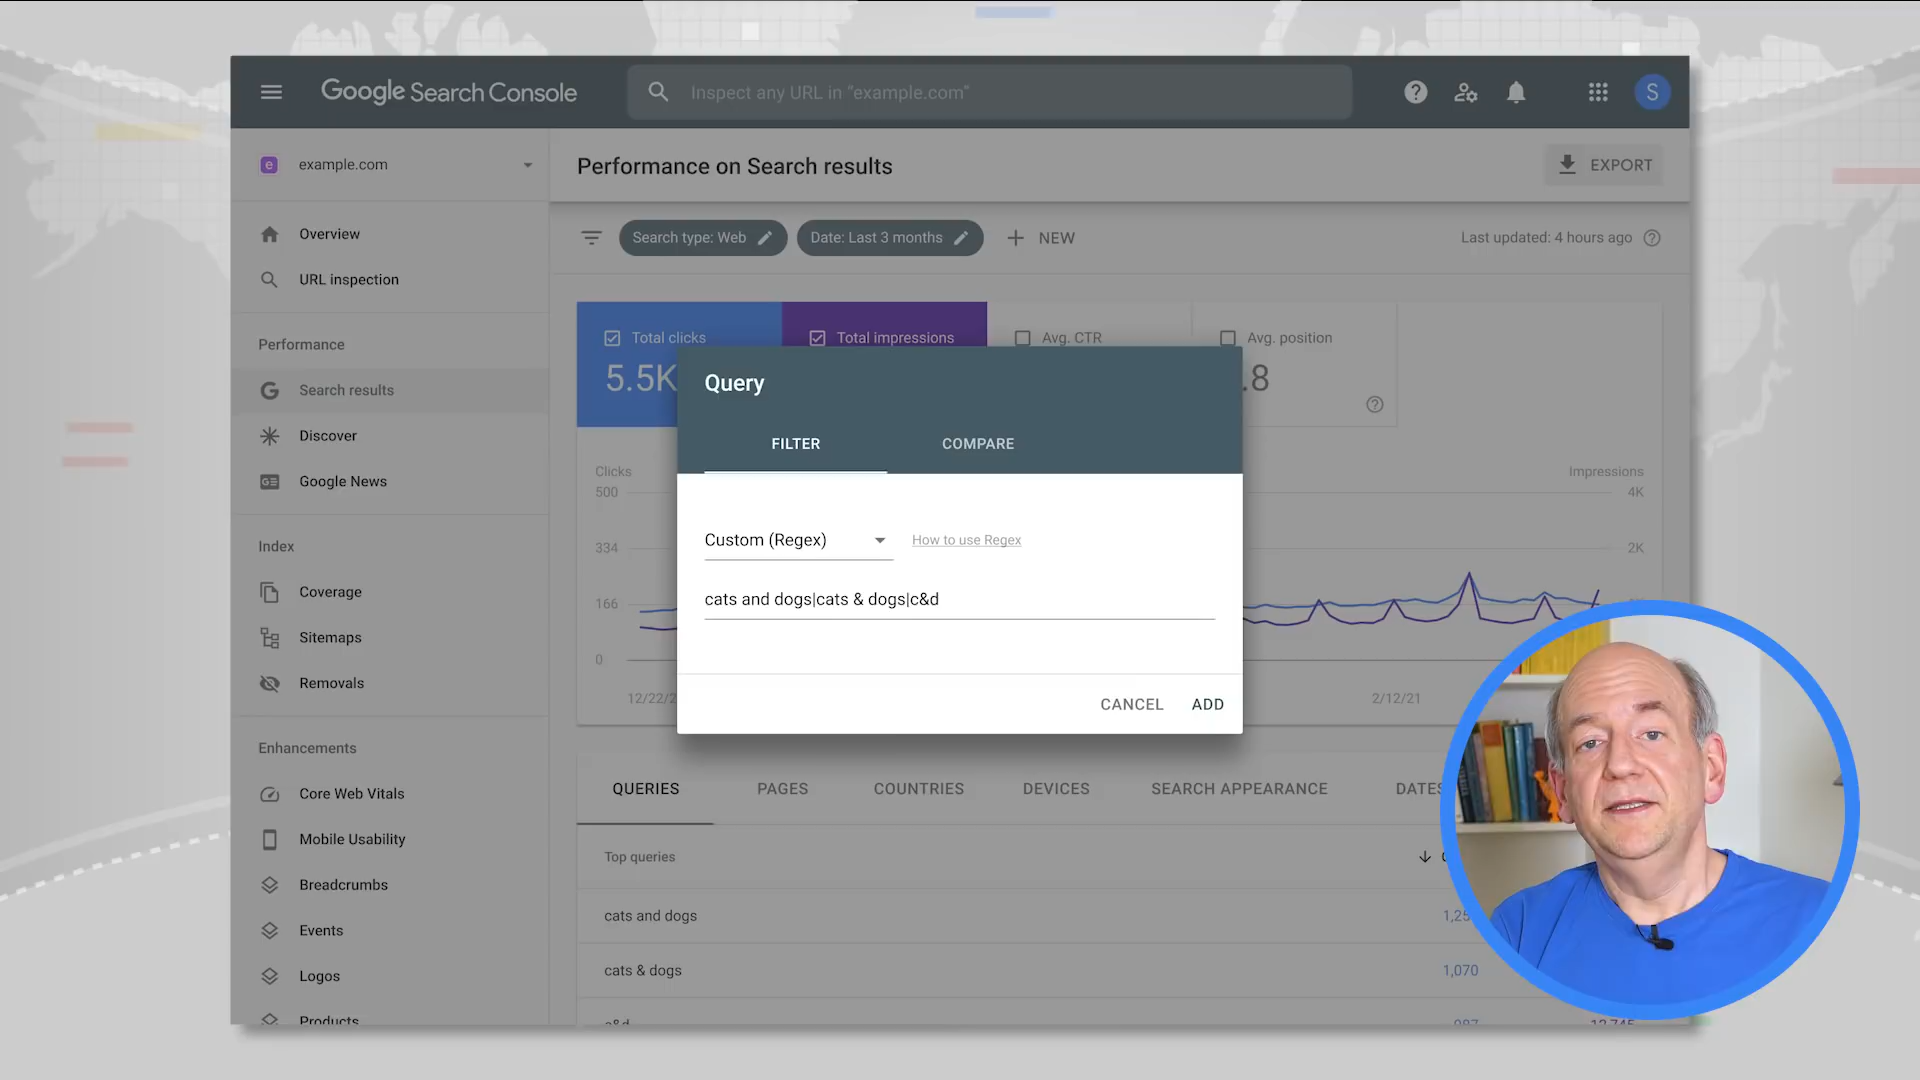 Google Search Console
Inspect any URL in "example.com"
S
e
example.com
Performance on Search results
EXPORT
Overview
URL inspection
Search type: Web
Date: Last 3 months
NEW
Last updated: 4 hours ago
Performance
Search results
Discover
Google News
Index
Coverage
Sitemaps
Removals
Enhancements
Core Web Vitals
Mobile Usability
Breadcrumbs
Events
Logos
Products
Total clicks
5.5K
Total impressions
Avg. CTR
Avg. position
.8
Query
FILTER
COMPARE
Custom (Regex)
How to use Regex
cats and dogs|cats & dogs|c&d
CANCEL
ADD
Clicks
500
334
166
0
Impressions
4K
2K
2/12/21
QUERIES
PAGES
COUNTRIES
DEVICES
SEARCH APPEARANCE
DATES
Top queries
cats and dogs
cats & dogs
1,070
c&d